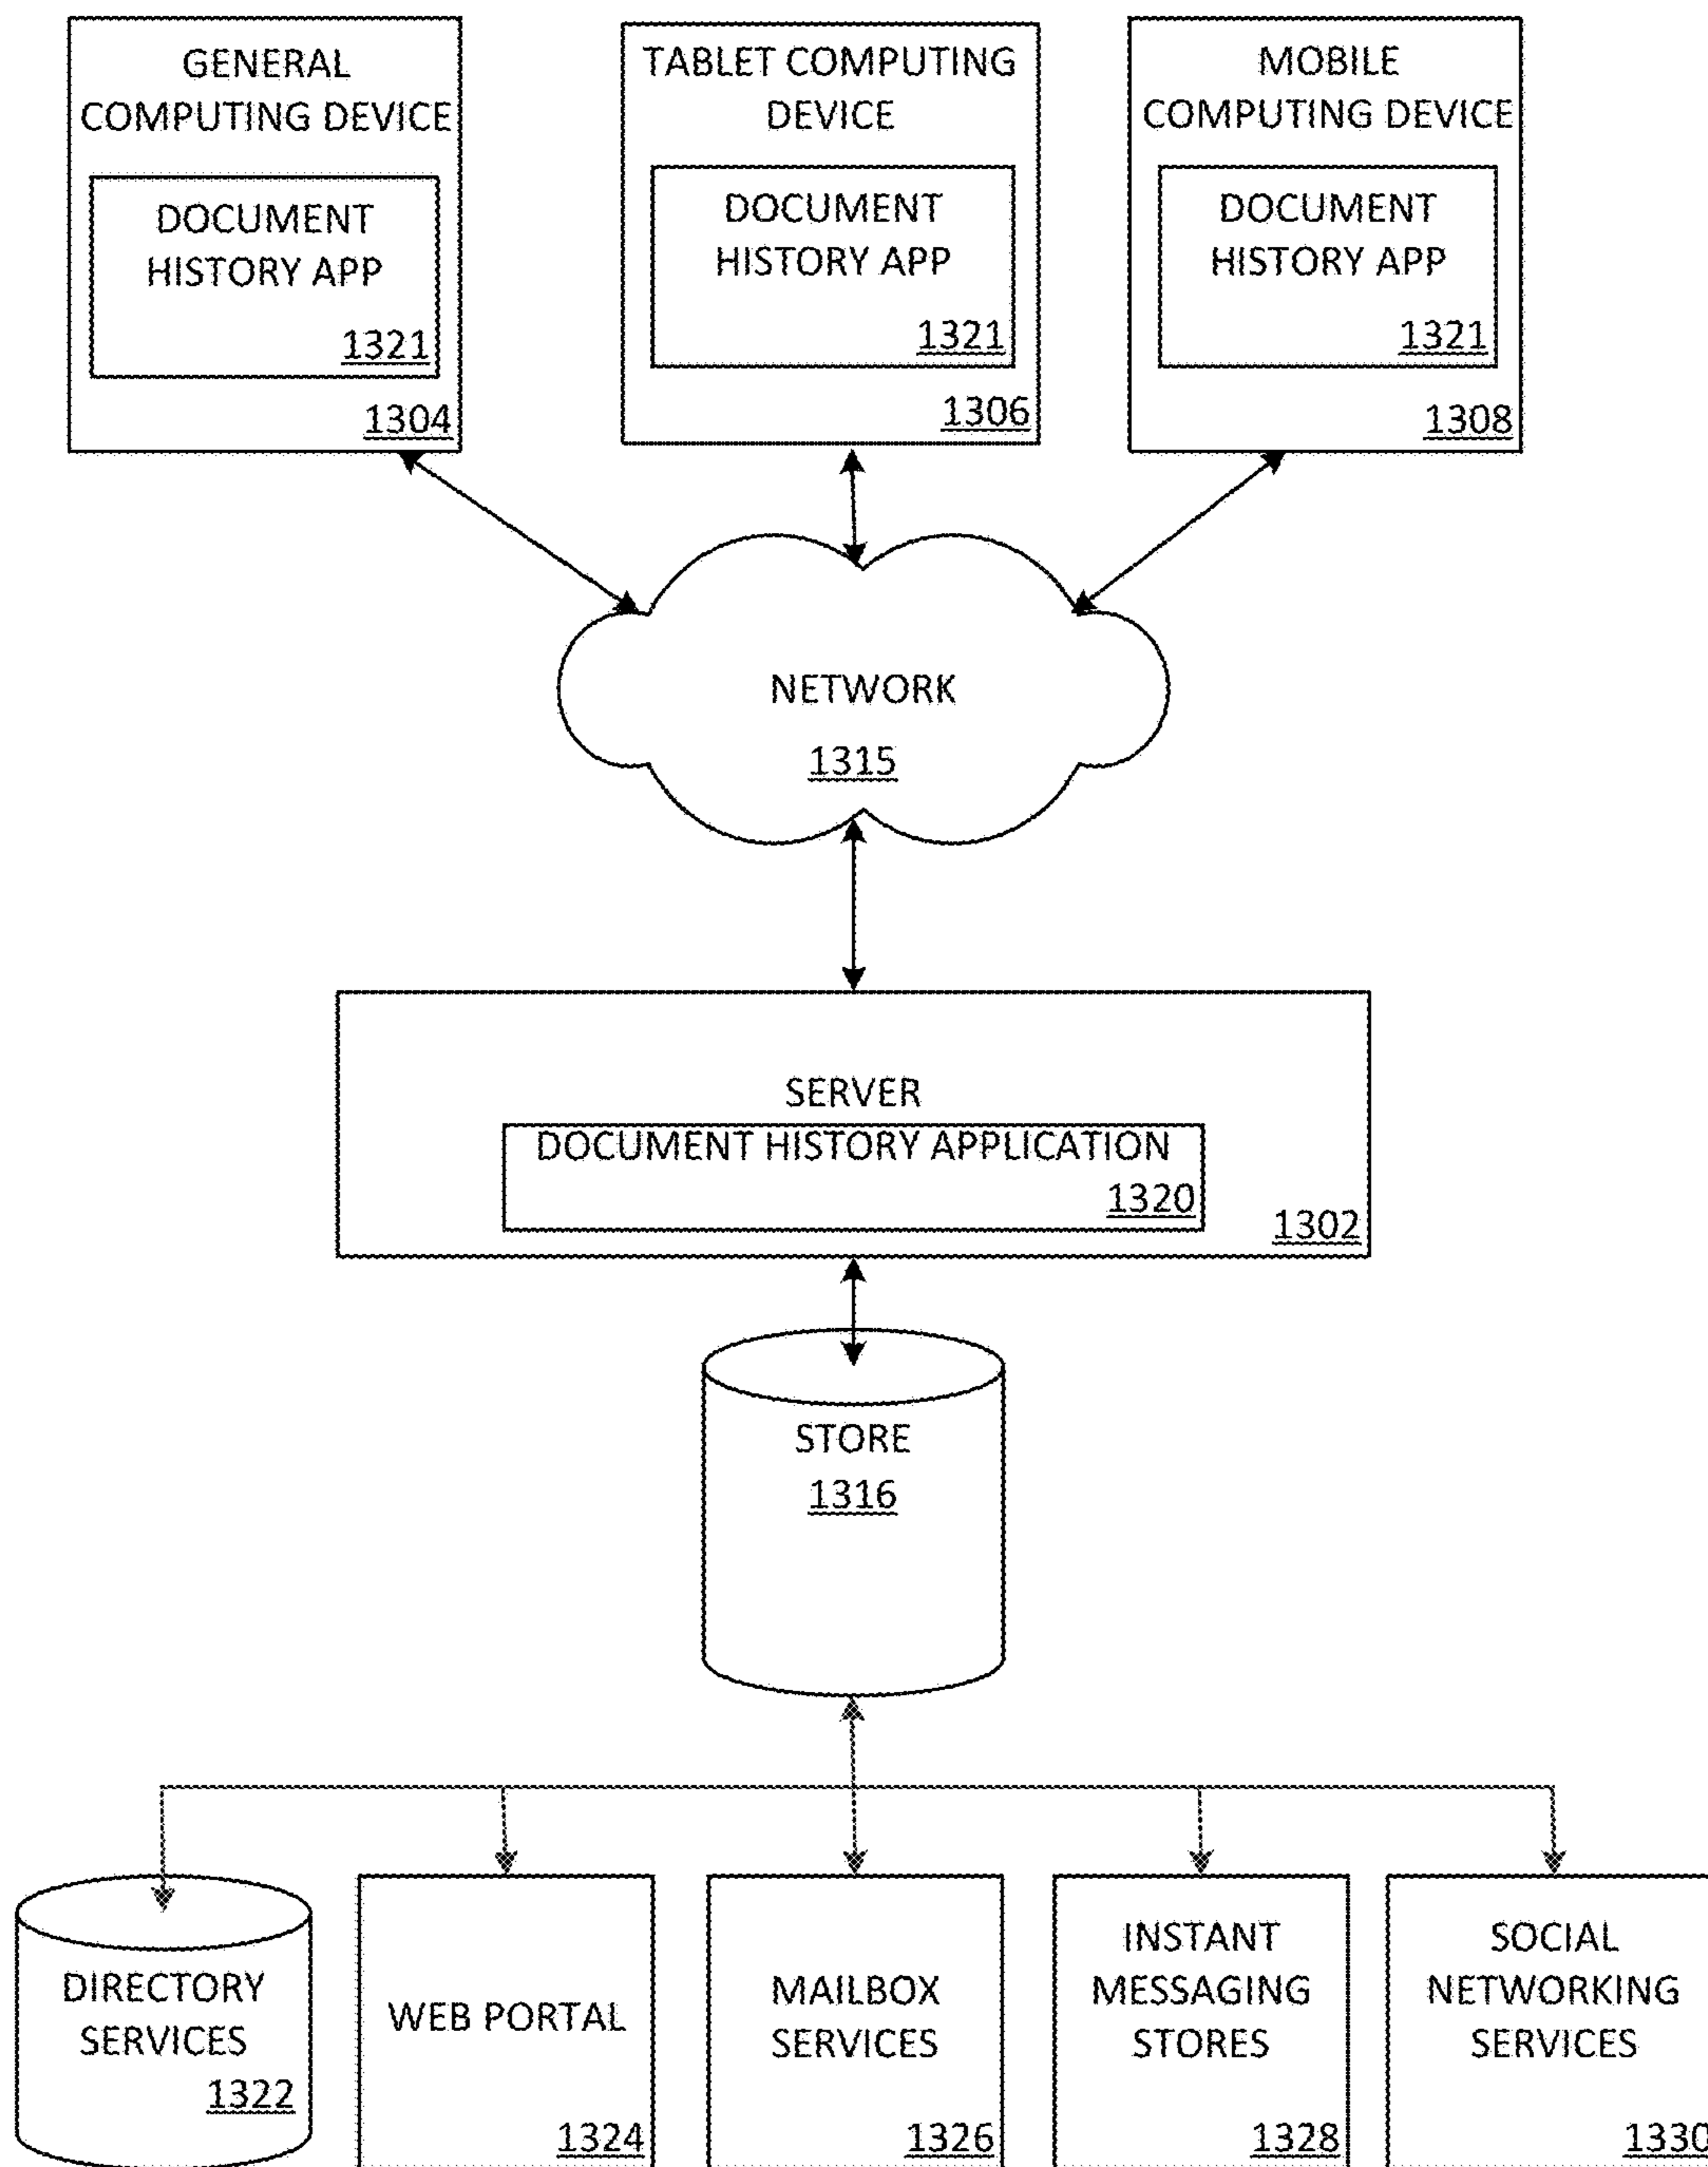 GENERAL
COMPUTING DEVICE
DOCUMENT
HISTORY APP
1321
1304
TABLET COMPUTING
DEVICE
DOCUMENT
HISTORY APP
1321
1306
MOBILE
COMPUTING DEVICE
DOCUMENT
HISTORY APP
1321
1308
NETWORK
1315
SERVER
DOCUMENT HISTORY APPLICATION
1320
1302
STORE
1316
DIRECTORY
SERVICES
1322
WEB PORTAL
1324
MAILBOX
SERVICES
1326
INSTANT
MESSAGING
STORES
1328
SOCIAL
NETWORKING
SERVICES
1330